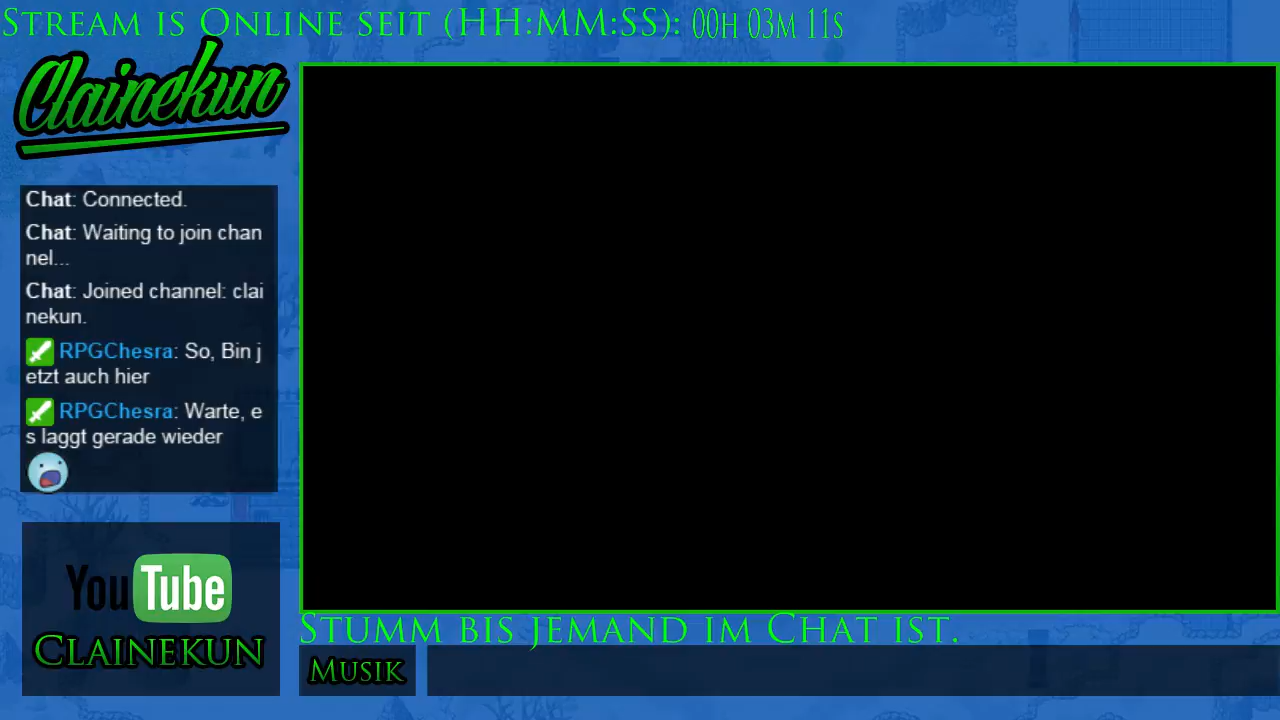 Stream is Online seit (HH:MM:SS): 00h 03m 11s
Clainekun
Chat: Connected.
Chat: Waiting to join chan
nel...
Chat: Joined channel: clai
nekun.
RPGChesra: So, Bin j
etzt auch hier
RPGChesra: Warte, e
s laggt gerade wieder
YouTube
Clainekun
Stumm bis jemand im Chat ist.
Musik